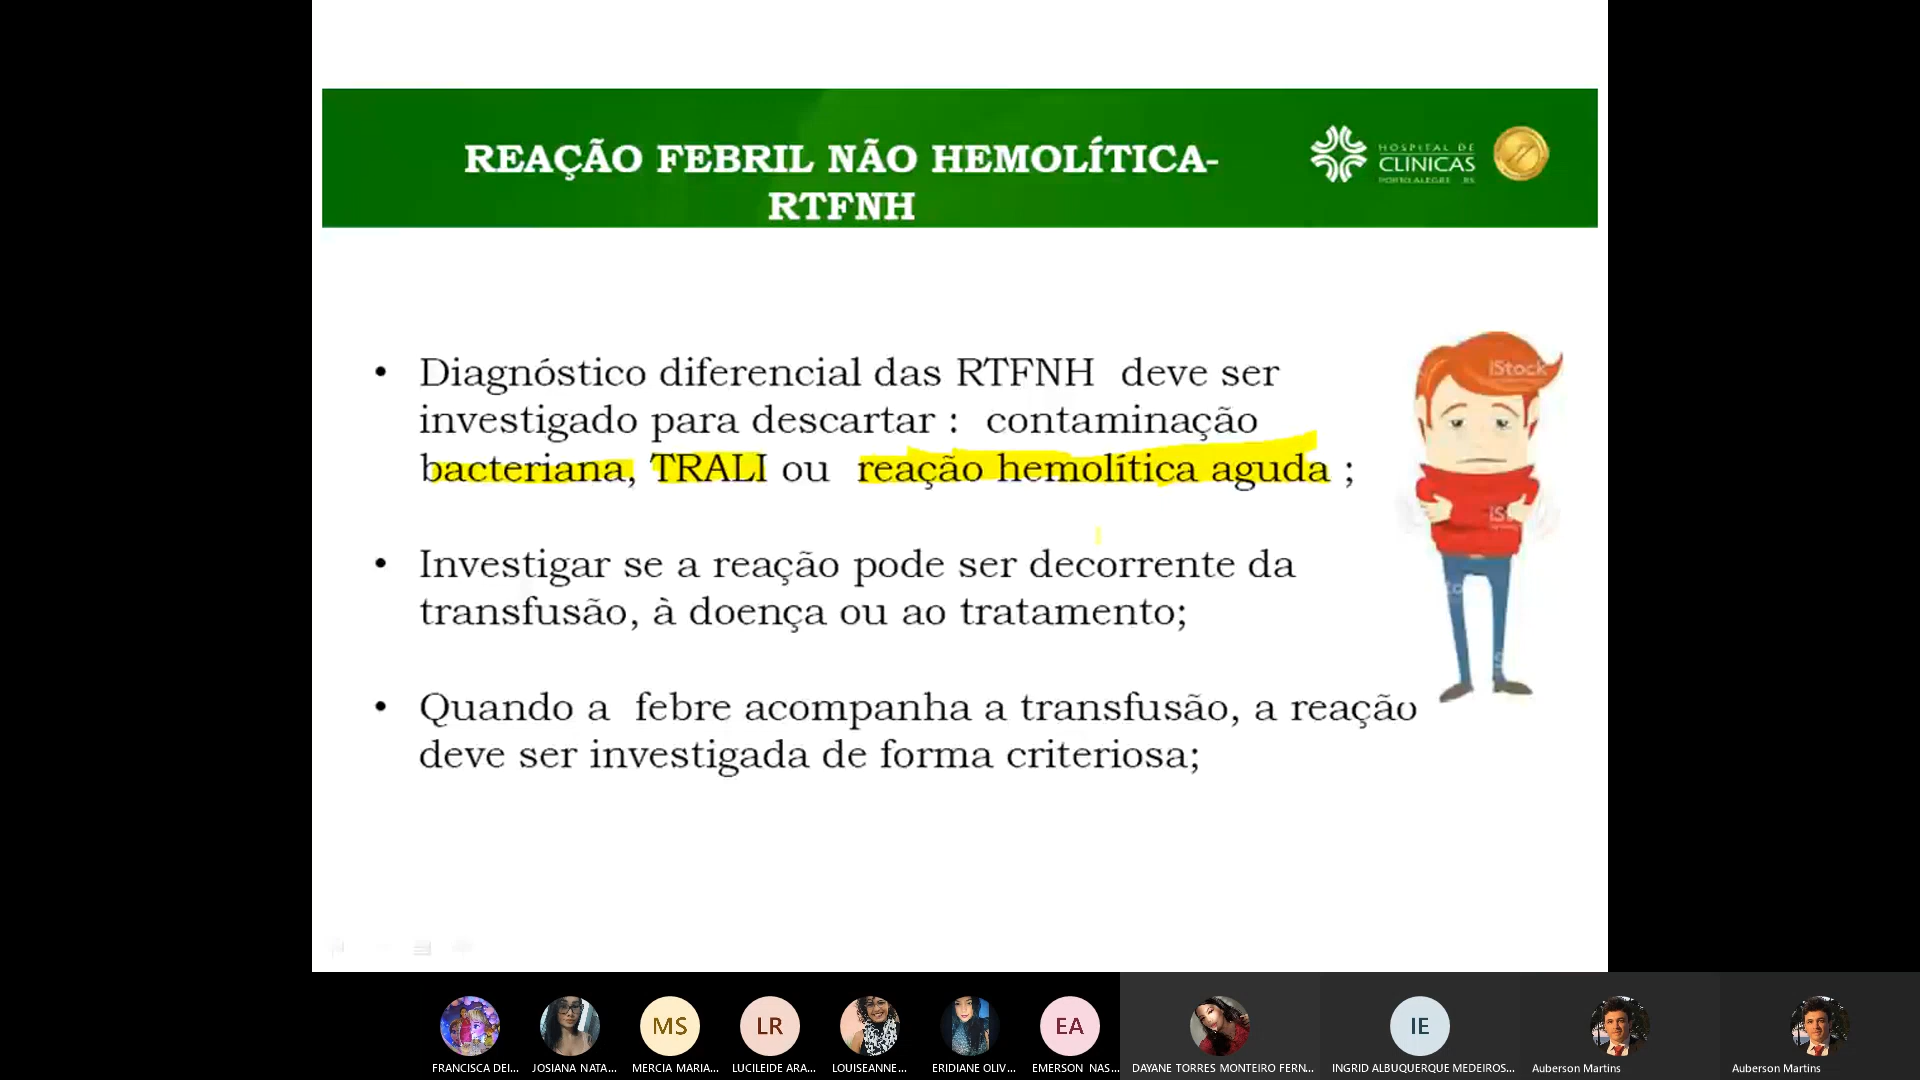 REAÇÃO FEBRIL NÃO HEMOLÍTICA-
RTFNH
HOSPITAL DE
CLÍNICAS
PORTO ALEGRE RS
• Diagnóstico diferencial das RTFNH deve ser
investigado para descartar : contaminação
bacteriana, TRALI ou reação hemolítica aguda ;
• Investigar se a reação pode ser decorrente da
transfusão, à doença ou ao tratamento;
• Quando a febre acompanha a transfusão, a reação
deve ser investigada de forma criteriosa;
iStock
MS
LR
EA
IE
FRANCISCA DEI...
JOSIANA NATA...
MERCIA MARIA...
LUCILEIDE ARA...
LOUISEANNE...
ERIDIANE OLIV...
EMERSON NAS...
DAYANE TORRES MONTEIRO FERN...
INGRID ALBUQUERQUE MEDEIROS...
Auberson Martins
Auberson Martins